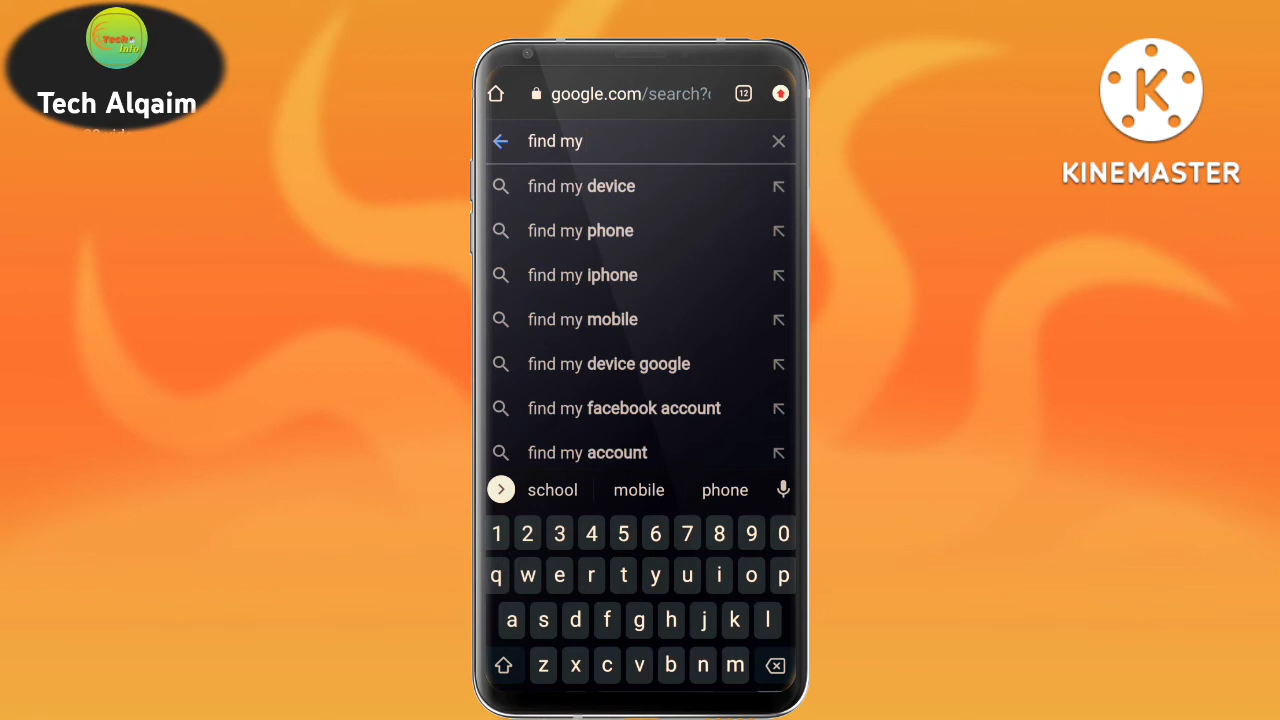 Tech
Info
Tech Alqaim
K
KINEMASTER
google.com/search?
12
find my
find my device
find my phone
find my iphone
find my mobile
find my device google
find my facebook account
find my account
school mobile phone
1 2 3 4 5 6 7 8 9 0
q w e r t y u i o p
a s d f g h j k l
z x c v b n m